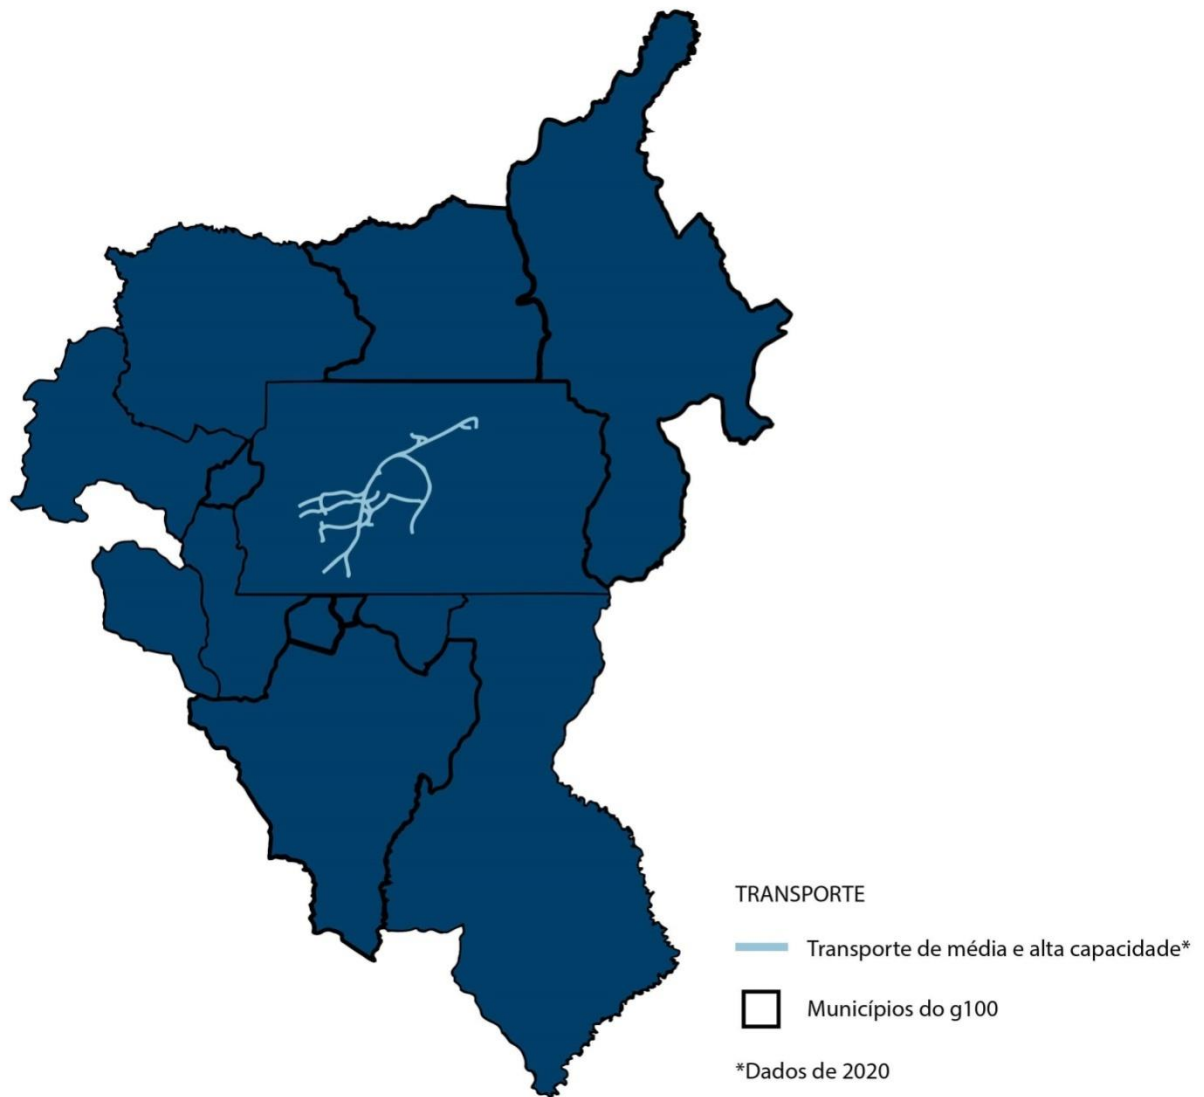 TRANSPORTE
Transporte de média e alta capacidade*
Municípios do g100
*Dados de 2020